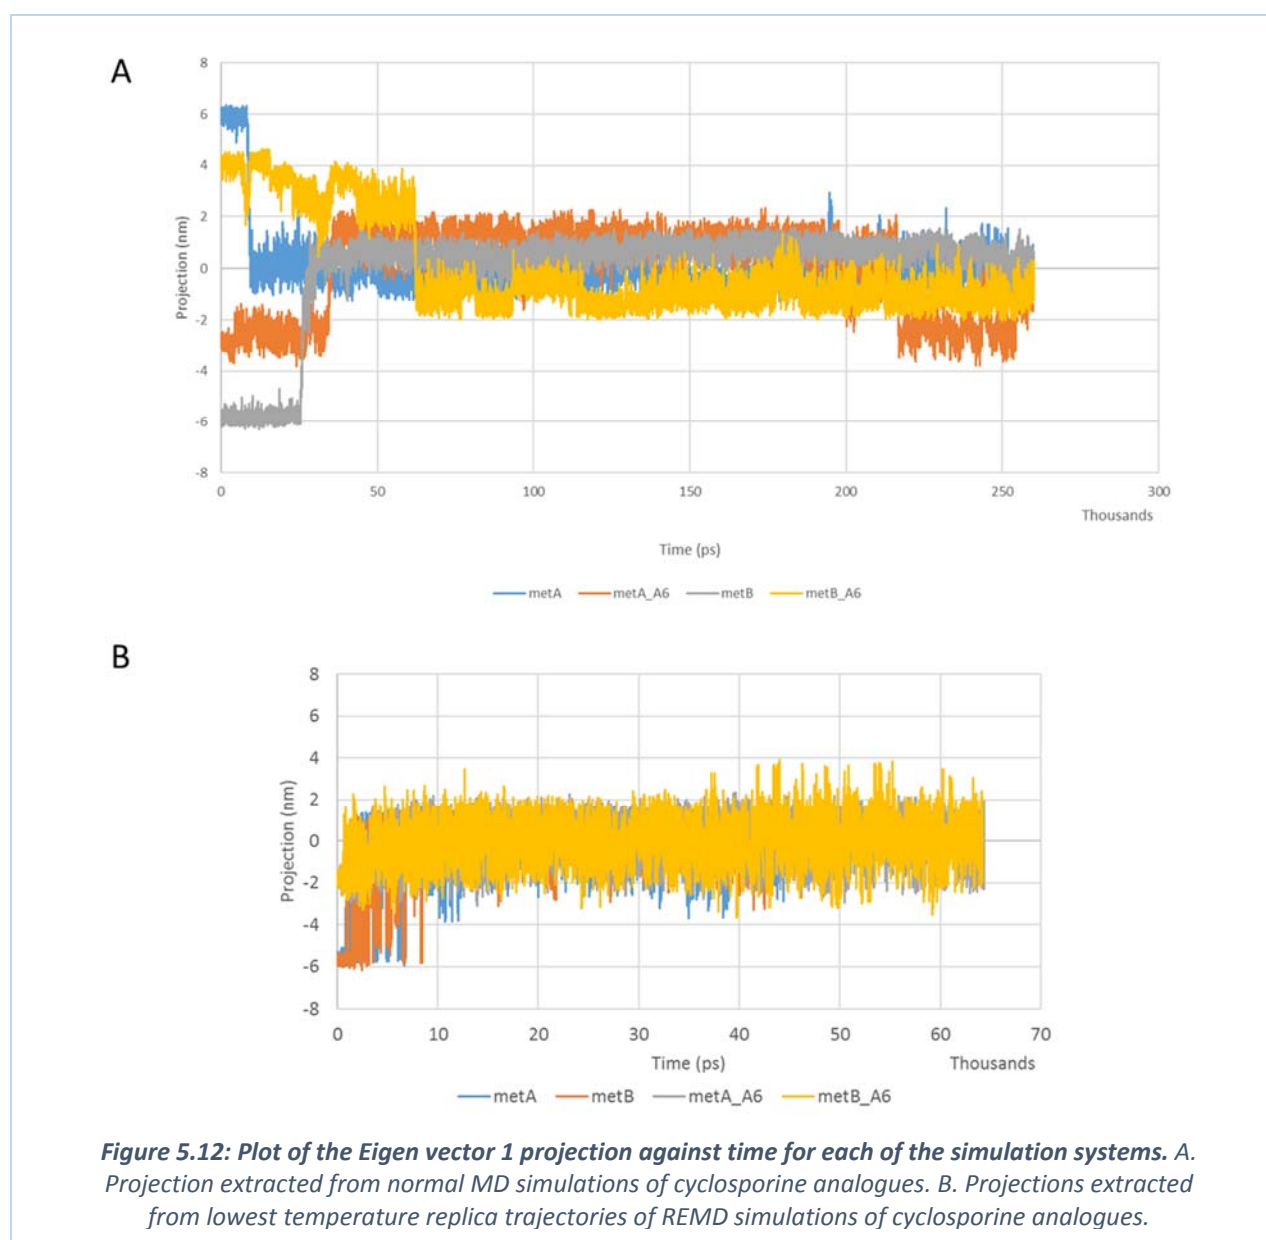 A
8
6
4
2
0
-2
-4
-6
-8
Projection (nm)
0 50 100 150 200 250 300
Thousands
Time (ps)
metA metA_A6 metB metB_A6
B
8
6
4
2
0
-2
-4
-6
-8
Projection (nm)
0 10 20 30 40 50 60 70
Time (ps) Thousands
metA metB metA_A6 metB_A6
Figure 5.12: Plot of the Eigen vector 1 projection against time for each of the simulation systems. A.
Projection extracted from normal MD simulations of cyclosporine analogues. B. Projections extracted
from lowest temperature replica trajectories of REMD simulations of cyclosporine analogues.